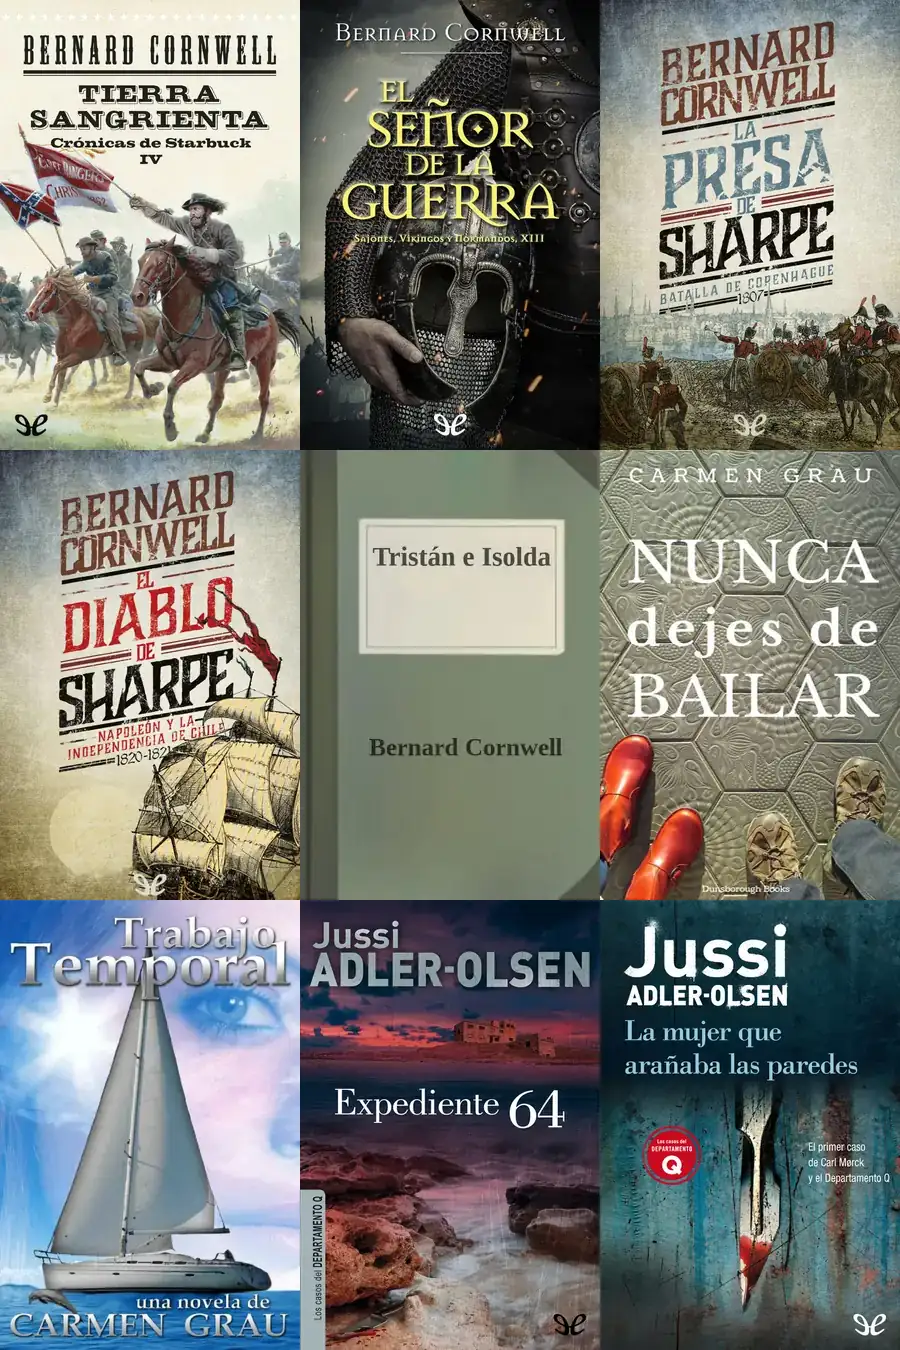 BERNARD CORNWELL
TIERRA
SANGRIENTA
Crónicas de Starbuck
IV
BERNARD CORNWELL
EL
SEÑOR
DE LA
GUERRA
SAJONES, VIKINGOS Y NORMANDOS, XIII
BERNARD
CORNWELL
LA
PRESA
DE
SHARPE
BATALLA DE COPENHAGUE
1807
BERNARD
CORNWELL
EL
DIABLO
DE
SHARPE
NAPOLEÓN Y LA
INDEPENDENCIA DE CHILE
1820-1821
Tristán e Isolda
Bernard Cornwell
CARMEN GRAU
NUNCA
dejes de
BAILAR
Dunsborough Books
Trabajo
Temporal
una novela de
CARMEN GRAU
Jussi
ADLER-OLSEN
Expediente 64
Los casos del DEPARTAMENTO Q
Jussi
ADLER-OLSEN
La mujer que
arañaba las paredes
Los casos del
DEPARTAMENTO
Q
El primer caso
de Carl Mørck
y el Departamento Q